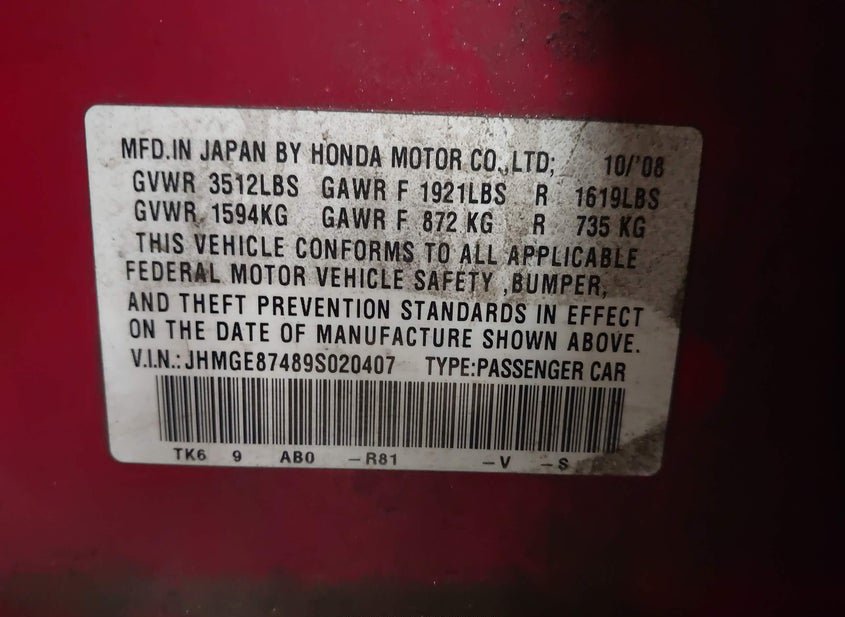 MFD.IN JAPAN BY HONDA MOTOR CO.,LTD; 10/'08
GVWR 3512LBS GAWR F 1921LBS R 1619LBS
GVWR 1594KG GAWR F 872 KG R 735 KG
THIS VEHICLE CONFORMS TO ALL APPLICABLE
FEDERAL MOTOR VEHICLE SAFETY ,BUMPER,
AND THEFT PREVENTION STANDARDS IN EFFECT
ON THE DATE OF MANUFACTURE SHOWN ABOVE.
V.I.N.: JHMGE87489S020407 TYPE:PASSENGER CAR
TK6 9 AB0 -R81 -V -S